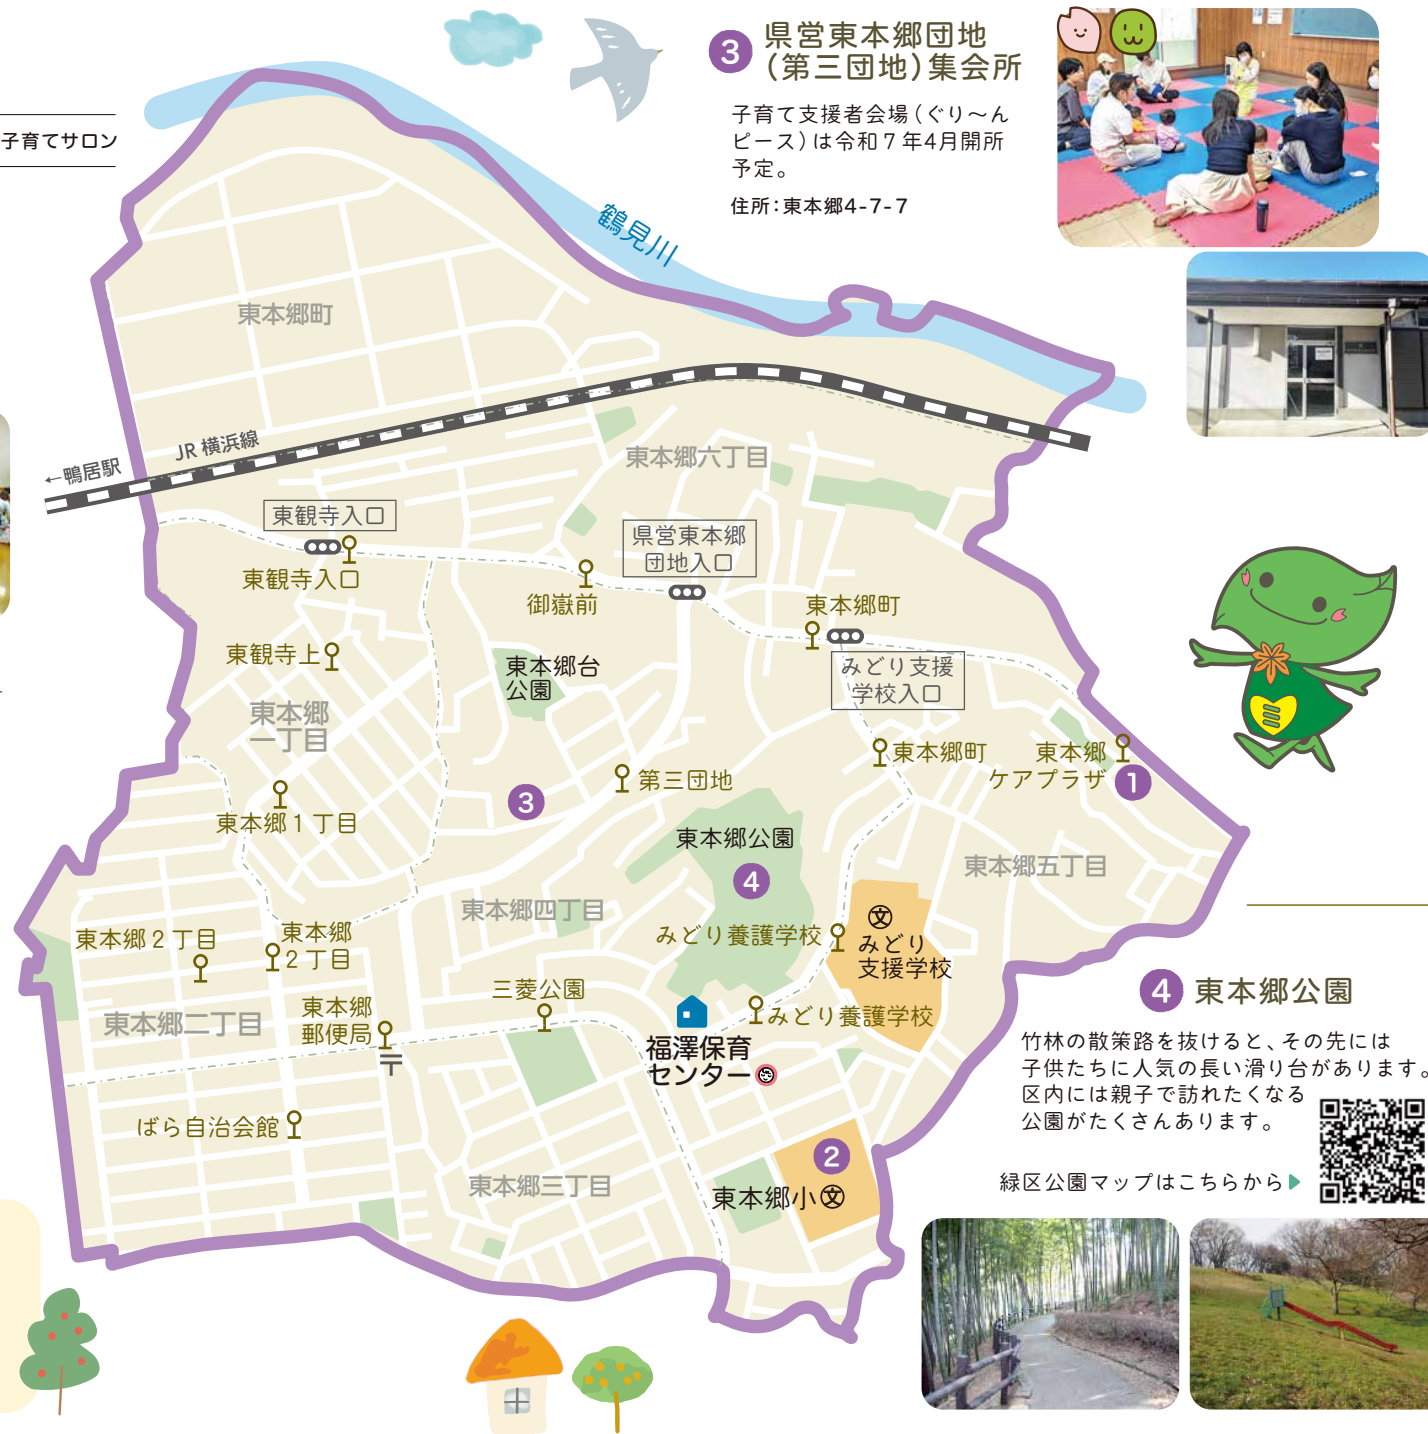 子育てサロン
3 県営東本郷団地
（第三団地）集会所
子育て支援者会場（ぐり～ん
ピース）は令和７年4月開所
予定。
住所：東本郷4-7-7
鶴見川
東本郷町
JR 横浜線
←鴨居駅
東本郷六丁目
東観寺入口
東観寺入口
県営東本郷
団地入口
御嶽前
東本郷町
みどり支援
学校入口
東観寺上
東本郷台
公園
東本郷
一丁目
東本郷町
東本郷
ケアプラザ
1
第三団地
3
東本郷１丁目
東本郷公園
4
東本郷五丁目
東本郷四丁目
みどり養護学校
文
みどり
支援学校
東本郷２丁目
東本郷
２丁目
三菱公園
東本郷
郵便局
〒
東本郷二丁目
みどり養護学校
福澤保育
センター
ばら自治会館
2
東本郷小文
東本郷三丁目
4 東本郷公園
竹林の散策路を抜けると、その先には
子供たちに人気の長い滑り台があります。
区内には親子で訪れたくなる
公園がたくさんあります。
緑区公園マップはこちらから▶